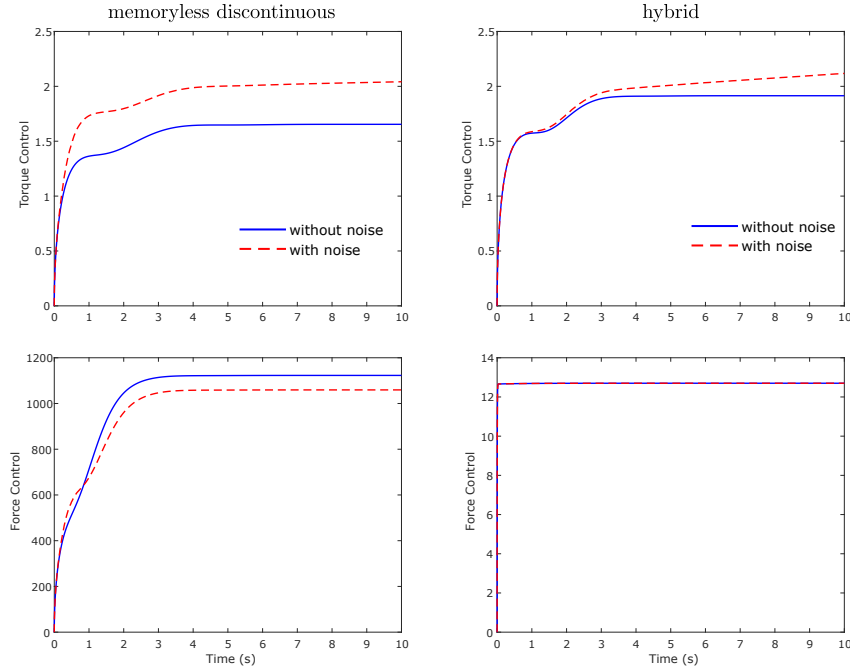 memoryless discontinuous
hybrid
2.5
2
1.5
1
0.5
0
Torque Control
without noise
with noise
0 1 2 3 4 5 6 7 8 9 10
2.5
2
1.5
1
0.5
0
Torque Control
without noise
with noise
0 1 2 3 4 5 6 7 8 9 10
1200
1000
800
600
400
200
0
Force Control
0 1 2 3 4 5 6 7 8 9 10
Time (s)
14
12
10
8
6
4
2
0
Force Control
0 1 2 3 4 5 6 7 8 9 10
Time (s)